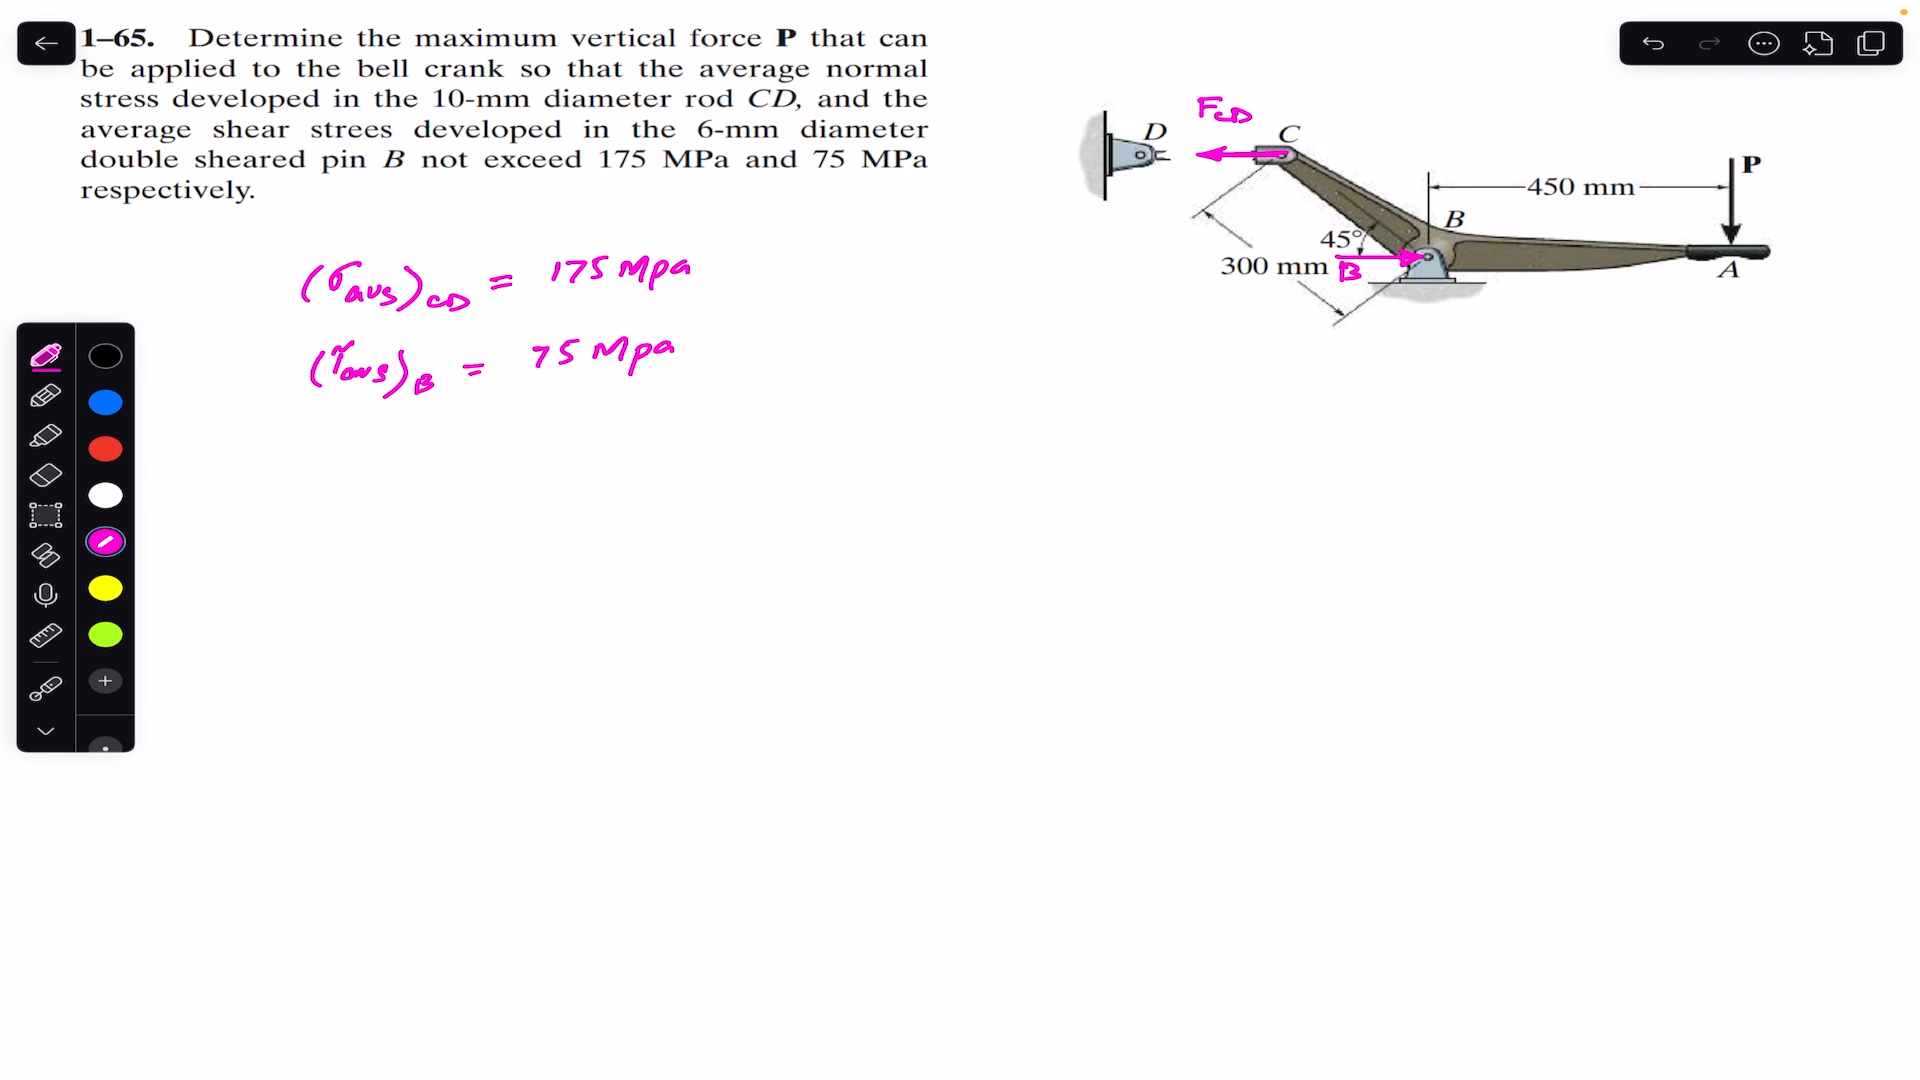 1–65. Determine the maximum vertical force P that can
be applied to the bell crank so that the average normal
stress developed in the 10-mm diameter rod CD, and the
average shear strees developed in the 6-mm diameter
double sheared pin B not exceed 175 MPa and 75 MPa
respectively.
(σavg)CD = 175 Mpa
(τavg)B = 75 Mpa
FCD
D
C
P
450 mm
B
45°
300 mm
B
A